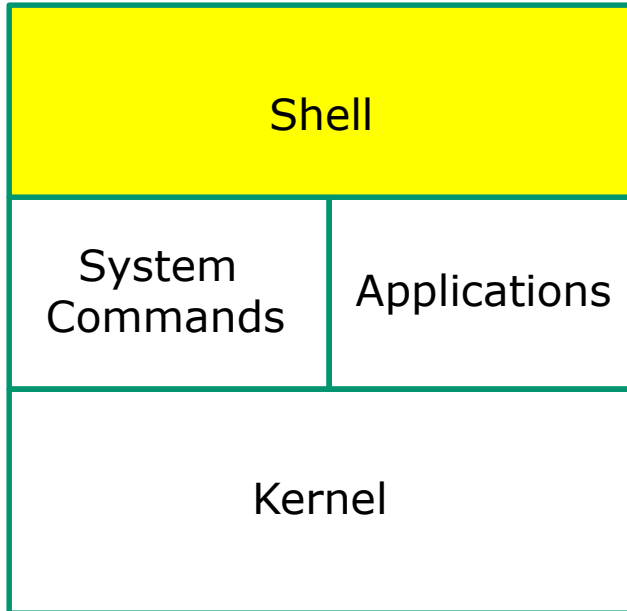 Shell
System
Commands
Applications
Kernel